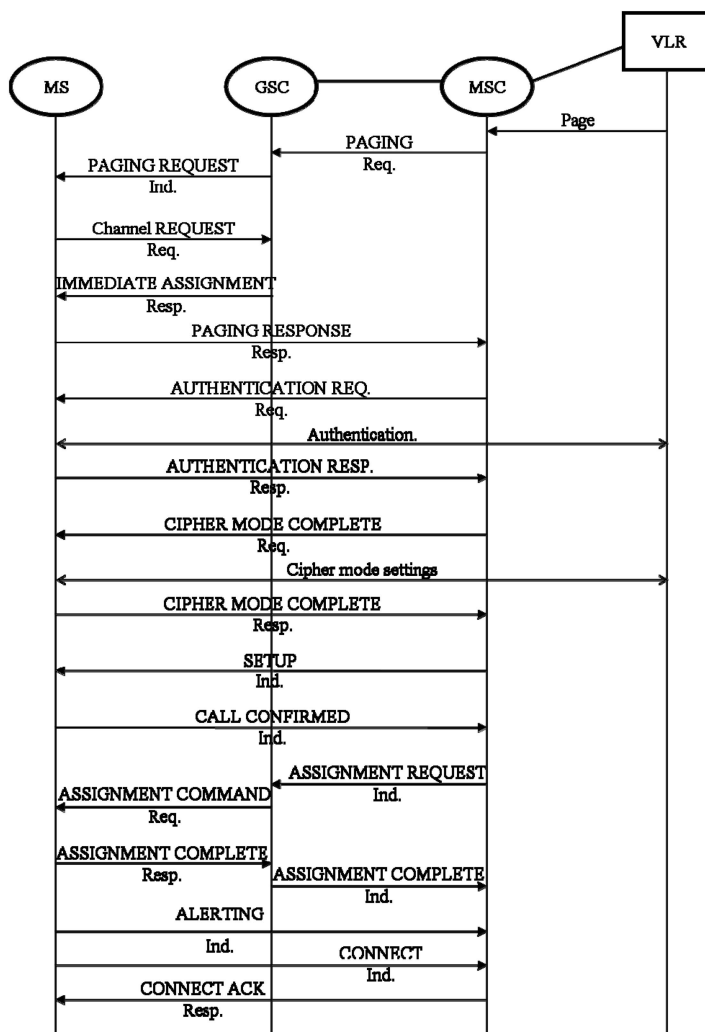 VLR
MS
GSC
MSC
Page
PAGING
Req.
PAGING REQUEST
Ind.
Channel REQUEST
Req.
IMMEDIATE ASSIGNMENT
Resp.
PAGING RESPONSE
Resp.
AUTHENTICATION REQ.
Req.
Authentication.
AUTHENTICATION RESP.
Resp.
CIPHER MODE COMPLETE
Req.
Cipher mode settings
CIPHER MODE COMPLETE
Resp.
SETUP
Ind.
CALL CONFIRMED
Ind.
ASSIGNMENT REQUEST
Ind.
ASSIGNMENT COMMAND
Req.
ASSIGNMENT COMPLETE
Resp.
ASSIGNMENT COMPLETE
Ind.
ALERTING
Ind.
CONNECT
Ind.
CONNECT ACK
Resp.